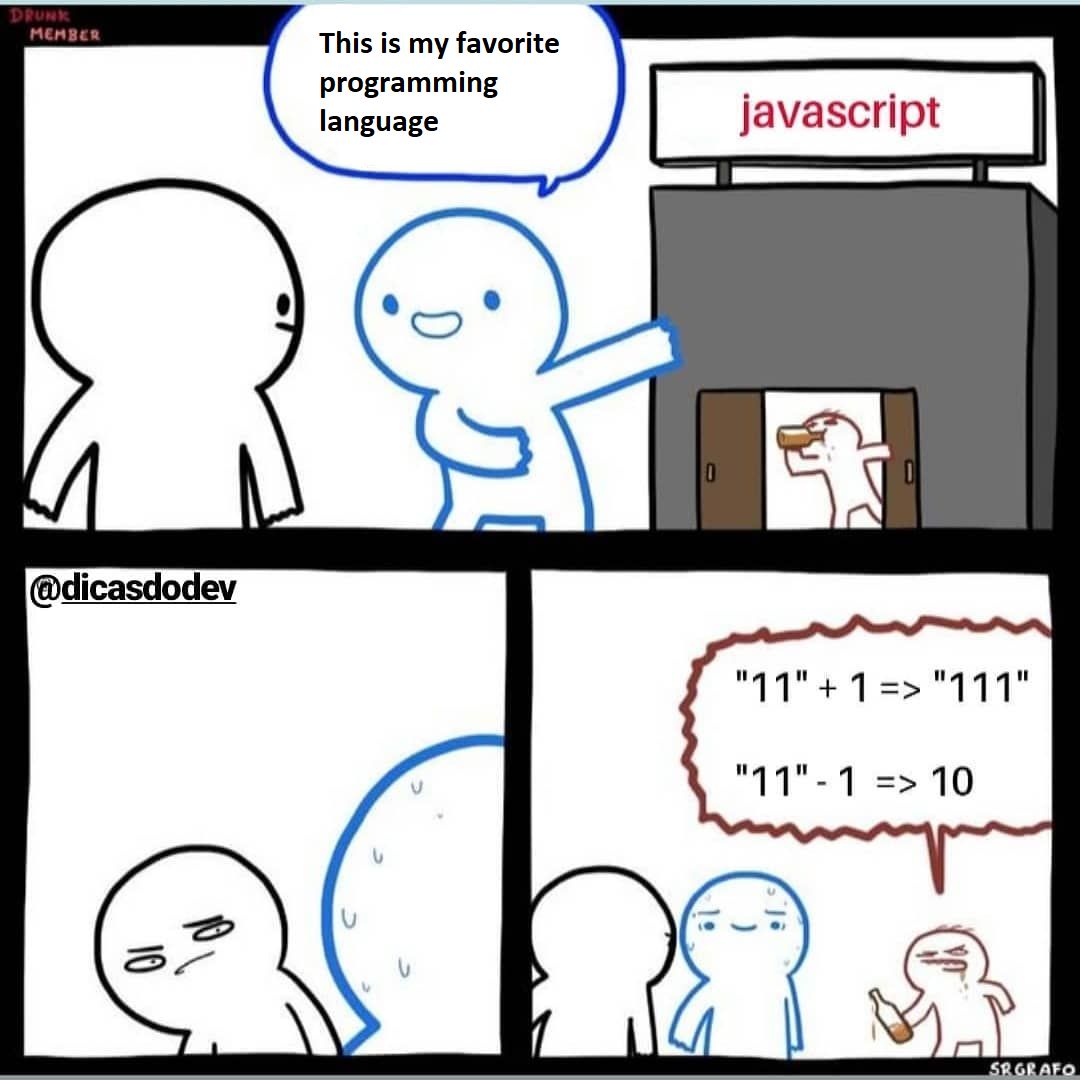 DRUNK
MEMBER
This is my favorite
programming
language
javascript
@dicasdodev
"11" + 1 => "111"
"11" - 1 => 10
SRGRAFO